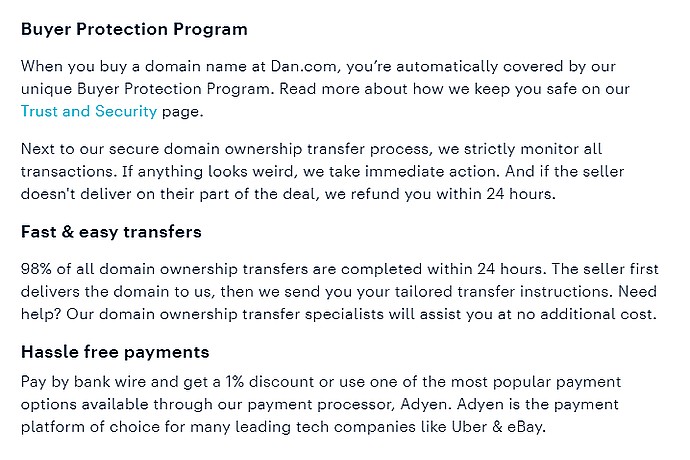 Buyer Protection Program
When you buy a domain name at Dan.com, you’re automatically covered by our
unique Buyer Protection Program. Read more about how we keep you safe on our
Trust and Security page.
Next to our secure domain ownership transfer process, we strictly monitor all
transactions. If anything looks weird, we take immediate action. And if the seller
doesn't deliver on their part of the deal, we refund you within 24 hours.
Fast & easy transfers
98% of all domain ownership transfers are completed within 24 hours. The seller first
delivers the domain to us, then we send you your tailored transfer instructions. Need
help? Our domain ownership transfer specialists will assist you at no additional cost.
Hassle free payments
Pay by bank wire and get a 1% discount or use one of the most popular payment
options available through our payment processor, Adyen. Adyen is the payment
platform of choice for many leading tech companies like Uber & eBay.